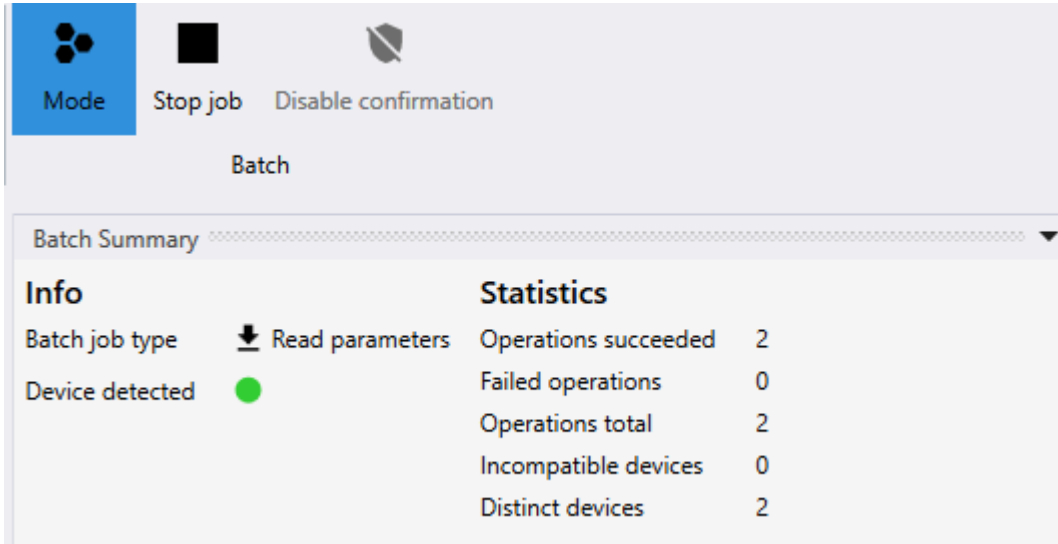 Mode Stop job Disable confirmation
Batch
Batch Summary
Info
Batch job type Read parameters
Device detected
Statistics
Operations succeeded 2
Failed operations 0
Operations total 2
Incompatible devices 0
Distinct devices 2